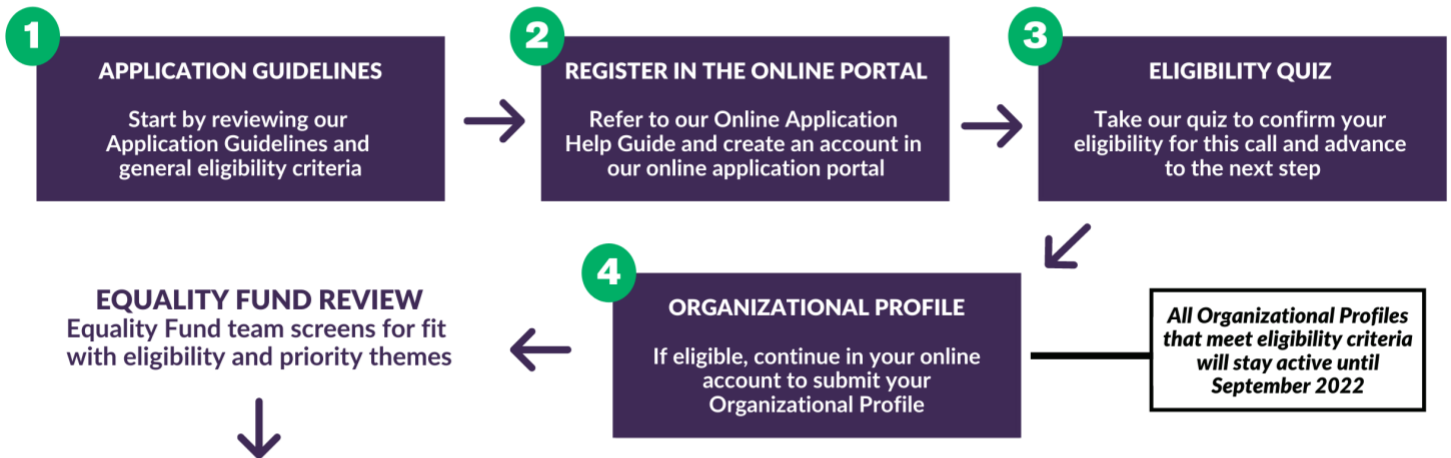 1
APPLICATION GUIDELINES
Start by reviewing our
Application Guidelines and
general eligibility criteria
2
REGISTER IN THE ONLINE PORTAL
Refer to our Online Application
Help Guide and create an account in
our online application portal
3
ELIGIBILITY QUIZ
Take our quiz to confirm your
eligibility for this call and advance
to the next step
4
ORGANIZATIONAL PROFILE
If eligible, continue in your online
account to submit your
Organizational Profile
All Organizational Profiles
that meet eligibility criteria
will stay active until
September 2022
EQUALITY FUND REVIEW
Equality Fund team screens for fit
with eligibility and priority themes